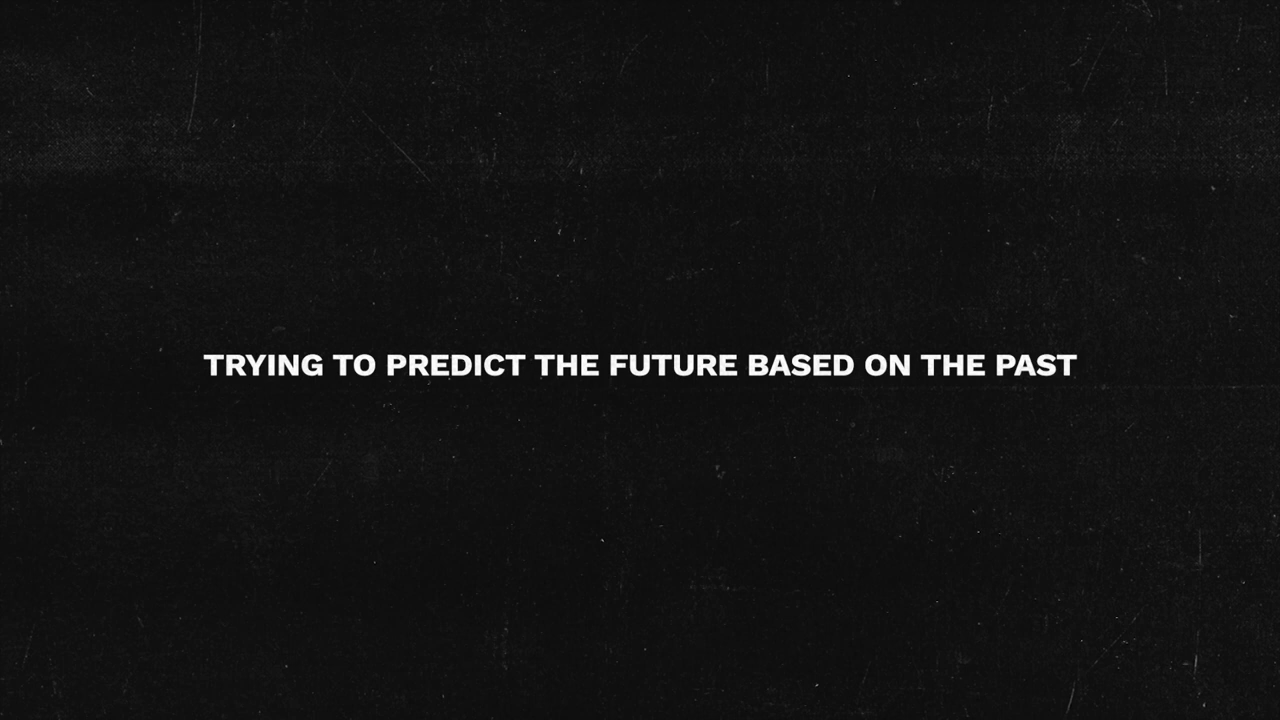 TRYING TO PREDICT THE FUTURE BASED ON THE PAST